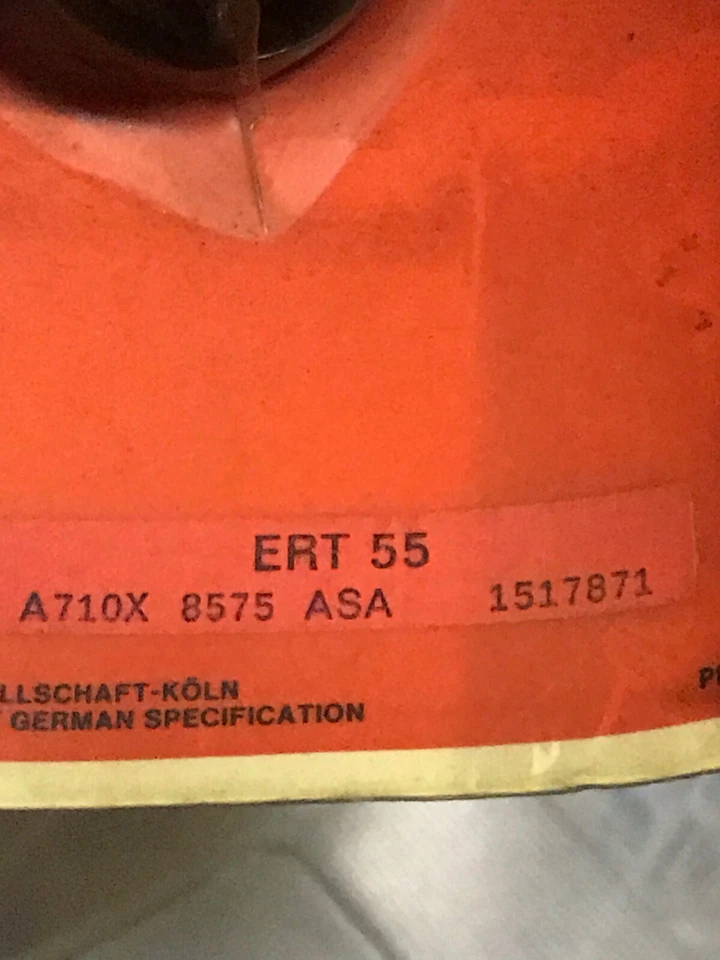 ERT 55
A710X 8575 ASA 1517871
LLSCHAFT-KÖLN
GERMAN SPECIFICATION